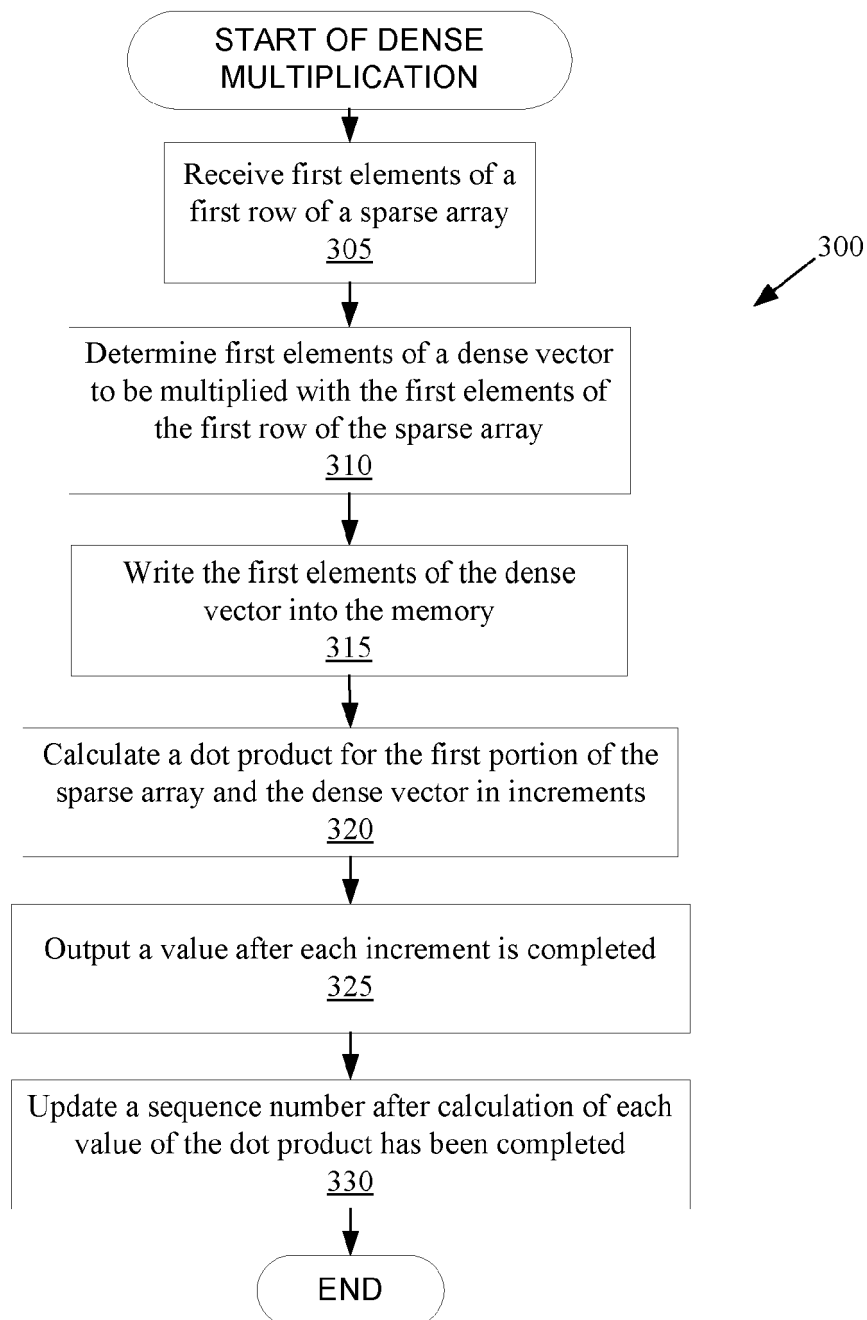 START OF DENSE
MULTIPLICATION
Receive first elements of a
first row of a sparse array
305
300
Determine first elements of a dense vector
to be multiplied with the first elements of
the first row of the sparse array
310
Write the first elements of the dense
vector into the memory
315
Calculate a dot product for the first portion of the
sparse array and the dense vector in increments
320
Output a value after each increment is completed
325
Update a sequence number after calculation of each
value of the dot product has been completed
330
END